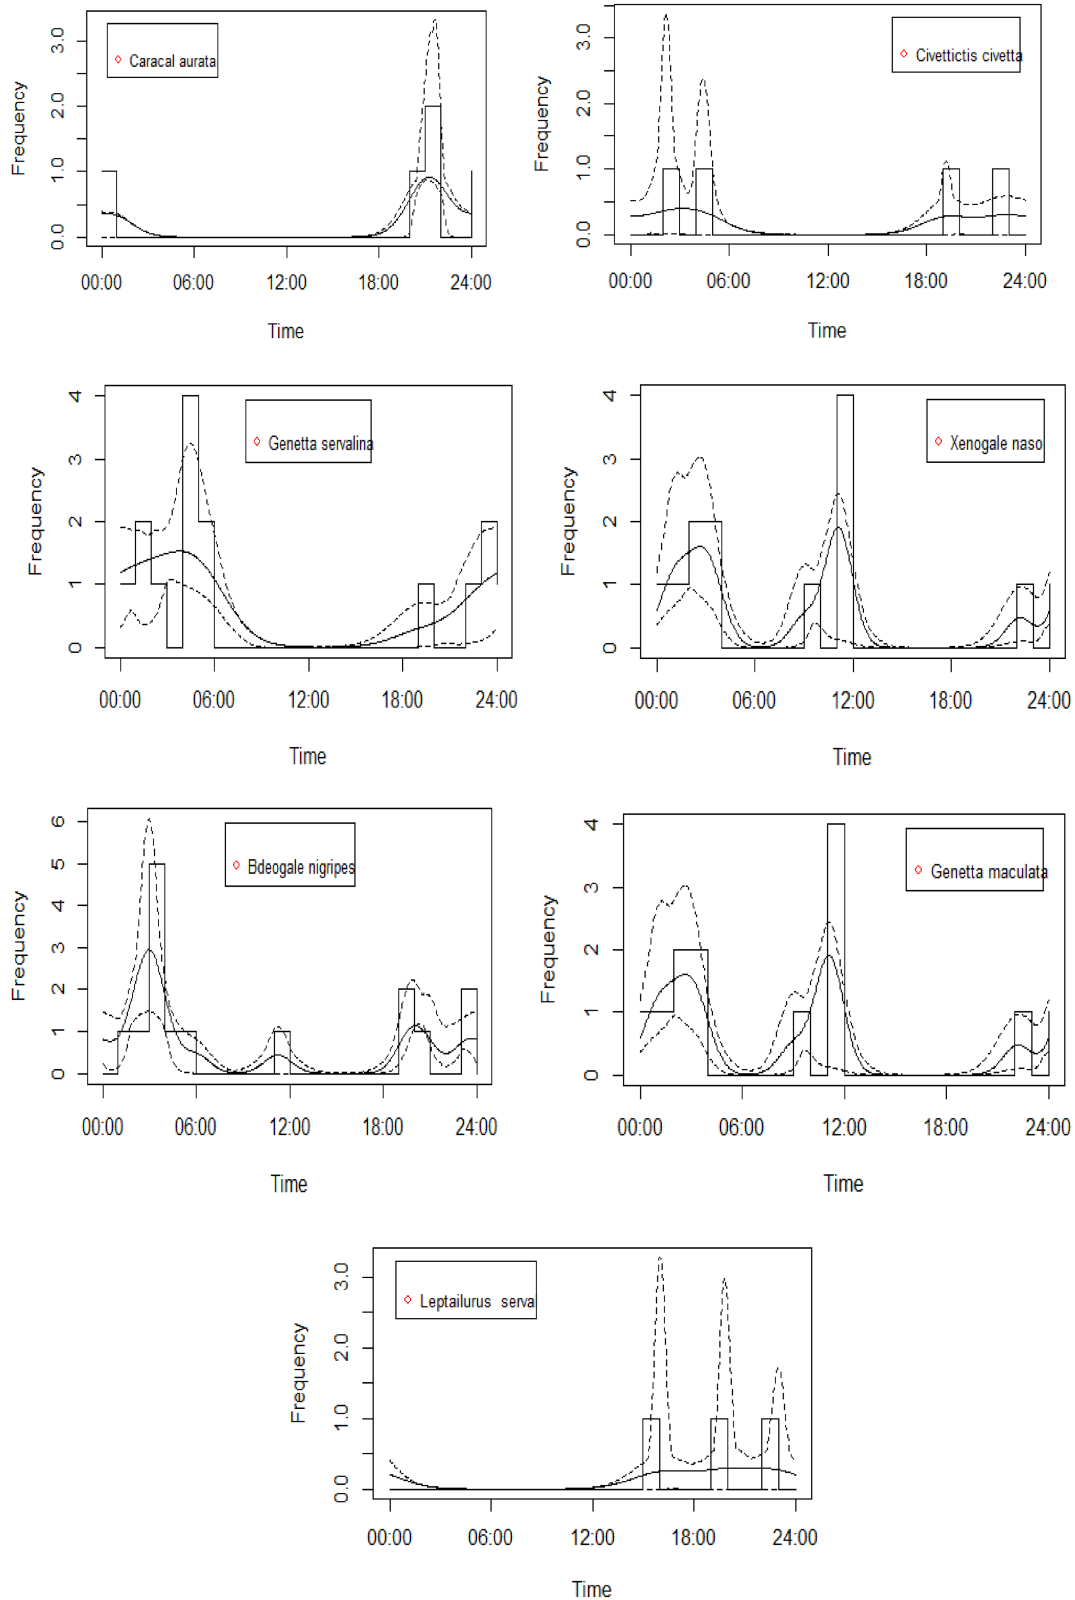 Caracal aurata
Frequency
0.0 1.0 2.0 3.0
00:00 06:00 12:00 18:00 24:00
Time
Civettictis civetta
Frequency
0.0 1.0 2.0 3.0
00:00 06:00 12:00 18:00 24:00
Time
Genetta servalina
Frequency
0 1 2 3 4
00:00 06:00 12:00 18:00 24:00
Time
Xenogale naso
Frequency
0 1 2 3 4
00:00 06:00 12:00 18:00 24:00
Time
Bdeogale nigripes
Frequency
0 1 2 3 4 5 6
00:00 06:00 12:00 18:00 24:00
Time
Genetta maculata
Frequency
0 1 2 3 4
00:00 06:00 12:00 18:00 24:00
Time
Leptailurus serval
Frequency
0.0 1.0 2.0 3.0
00:00 06:00 12:00 18:00 24:00
Time